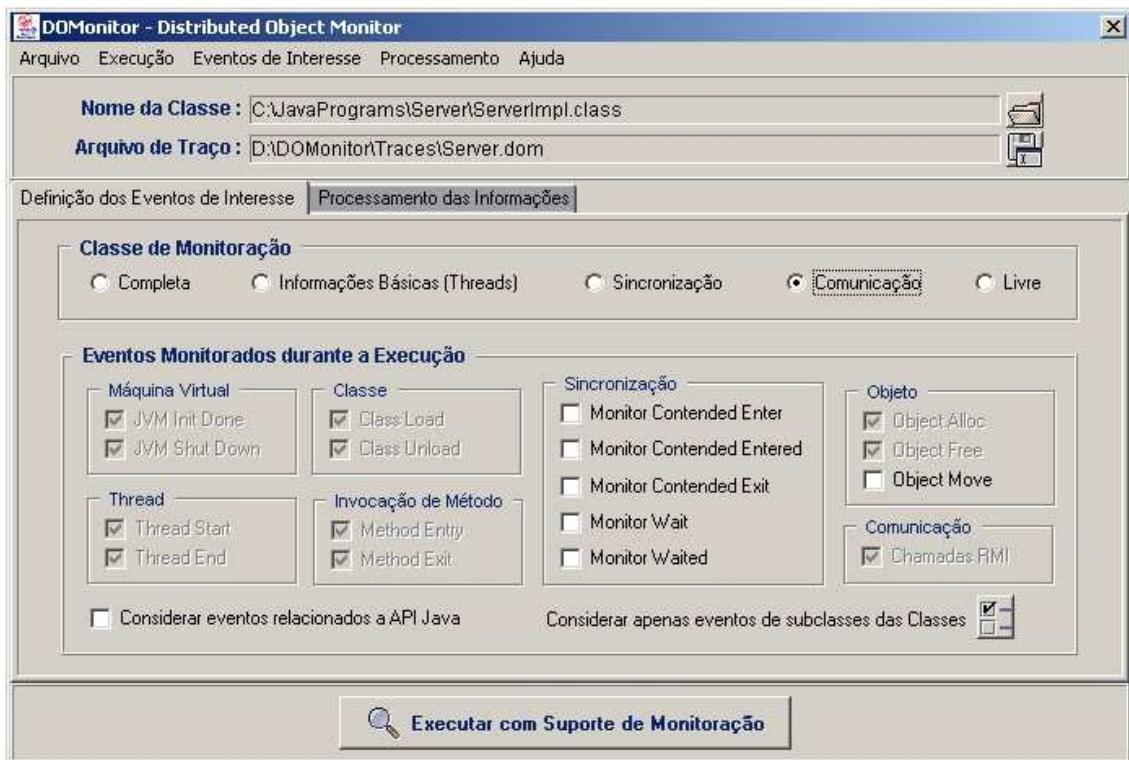 DOMonitor - Distributed Object Monitor
Arquivo Execução Eventos de Interesse Processamento Ajuda
Nome da Classe : C:\JavaPrograms\Server\ServerImpl.class
Arquivo de Traço : D:\DOMonitor\Traces\Server.dom
Definição dos Eventos de Interesse Processamento das Informações
Classe de Monitoração
Completa Informações Básicas (Threads) Sincronização Comunicação Livre
Eventos Monitorados durante a Execução
Máquina Virtual
JVM Init Done
JVM Shut Down
Classe
Class Load
Class Unload
Sincronização
Monitor Contended Enter
Monitor Contended Entered
Monitor Contended Exit
Monitor Wait
Monitor Waited
Objeto
Object Alloc
Object Free
Object Move
Thread
Thread Start
Thread End
Invocação de Método
Method Entry
Method Exit
Comunicação
Chamadas RMI
Considerar eventos relacionados a API Java
Considerar apenas eventos de subclasses das Classes
Executar com Suporte de Monitoração